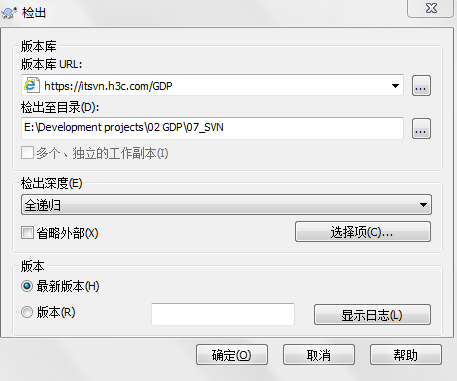 检出
版本库
版本库 URL:
https://itsvn.h3c.com/GDP
...
检出至目录(D):
E:\Development projects\02 GDP\07_SVN
...
多个、独立的工作副本(I)
检出深度(E)
全递归
省略外部(X)
选择项(C)...
版本
最新版本(H)
版本(R)
显示日志(L)
确定(O)
取消
帮助